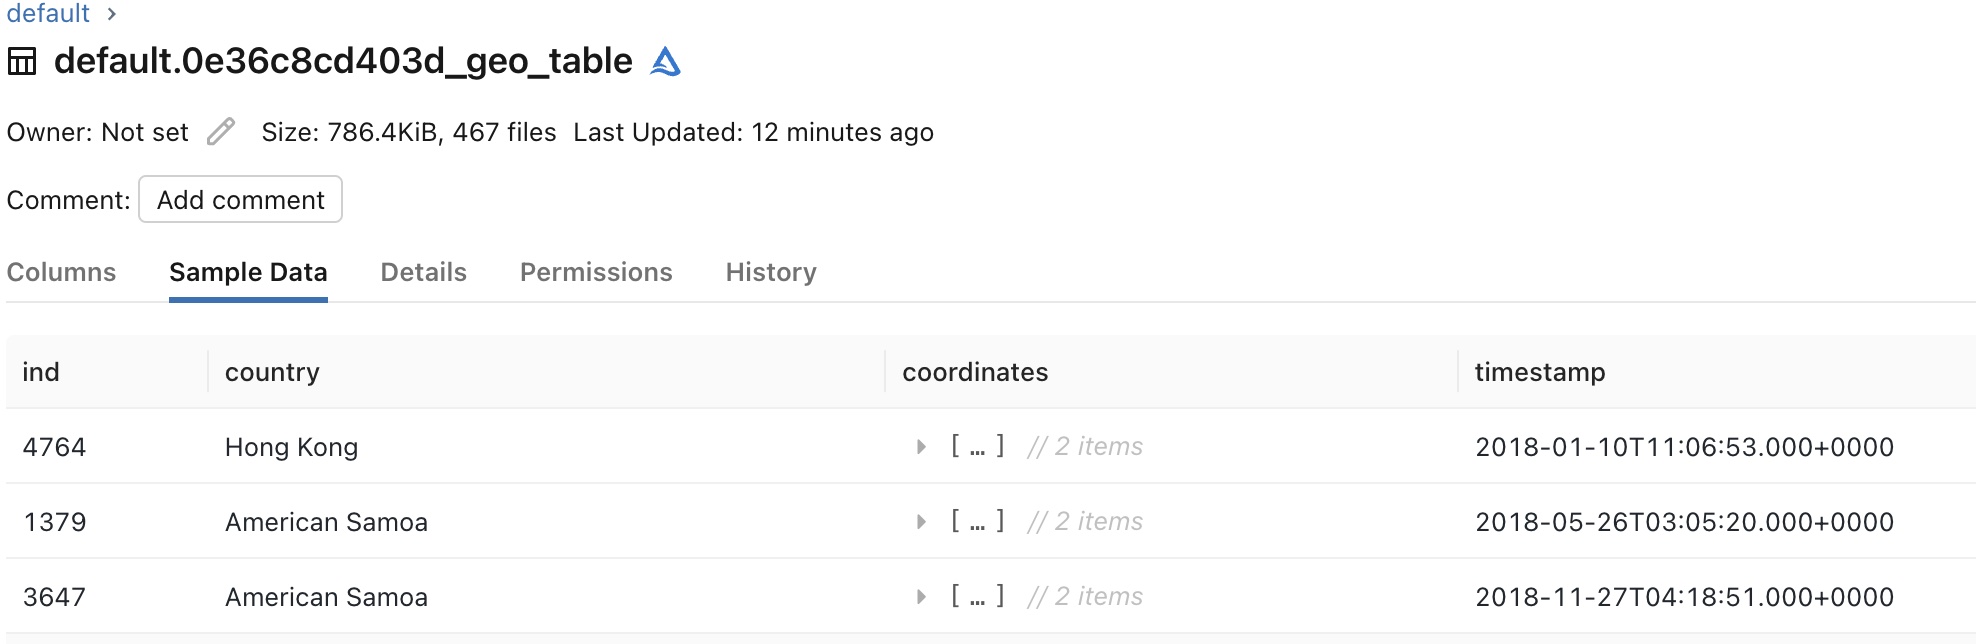 default ›
default.0e36c8cd403d_geo_table
Owner: Not set Size: 786.4KiB, 467 files Last Updated: 12 minutes ago
Comment: Add comment
Columns Sample Data Details Permissions History
ind country coordinates timestamp
4764 Hong Kong [ … ] // 2 items 2018-01-10T11:06:53.000+0000
1379 American Samoa [ … ] // 2 items 2018-05-26T03:05:20.000+0000
3647 American Samoa [ … ] // 2 items 2018-11-27T04:18:51.000+0000